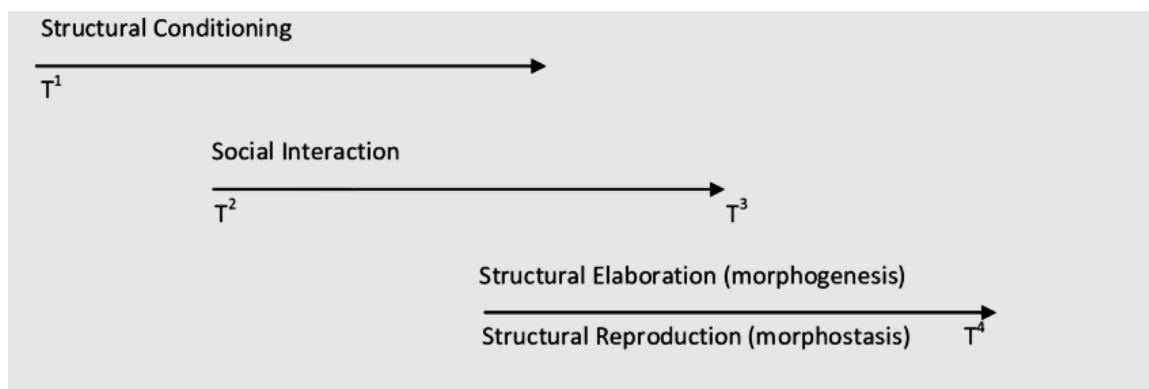 Structural Conditioning
T¹
Social Interaction
T² T³
Structural Elaboration (morphogenesis)
Structural Reproduction (morphostasis) T⁴